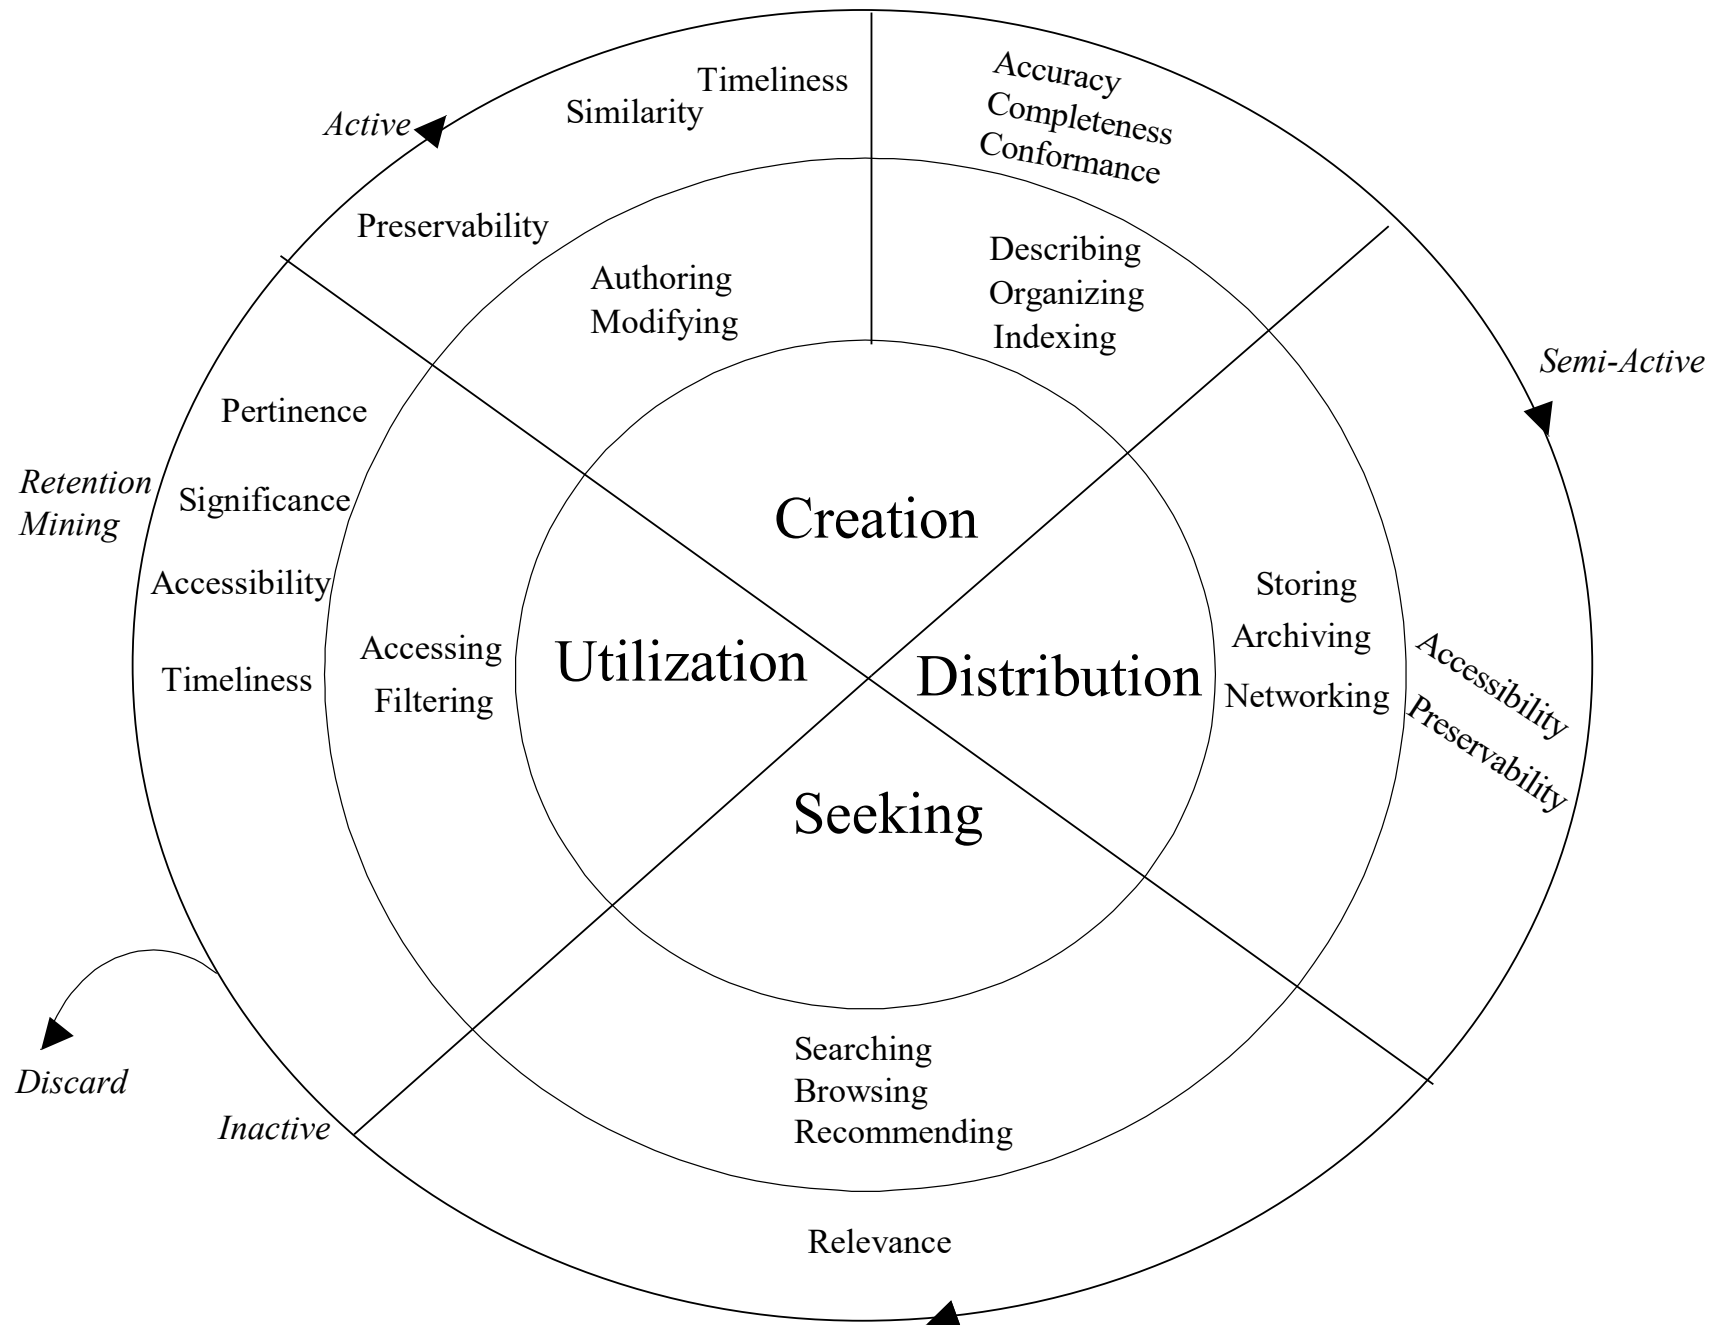 Timeliness
Similarity
Active
Preservability
Accuracy
Completeness
Conformance
Authoring
Modifying
Describing
Organizing
Indexing
Semi-Active
Pertinence
Retention
Mining
Significance
Accessibility
Timeliness
Accessing
Filtering
Creation
Utilization
Distribution
Seeking
Storing
Archiving
Networking
Accessibility
Preservability
Discard
Inactive
Searching
Browsing
Recommending
Relevance